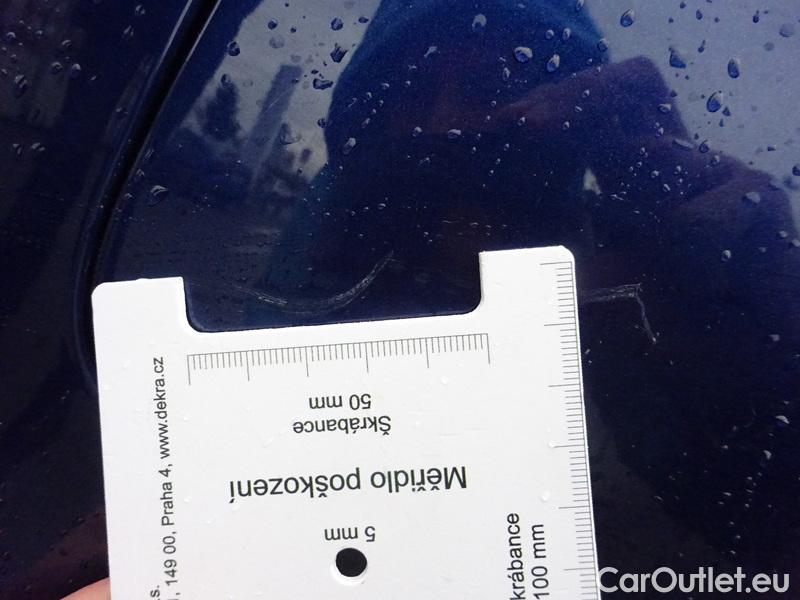 Měřidlo poškození
Škrábance
50 mm
5 mm
149 00, Praha 4, www.dekra.cz
krábance
100 mm
CarOutlet.eu